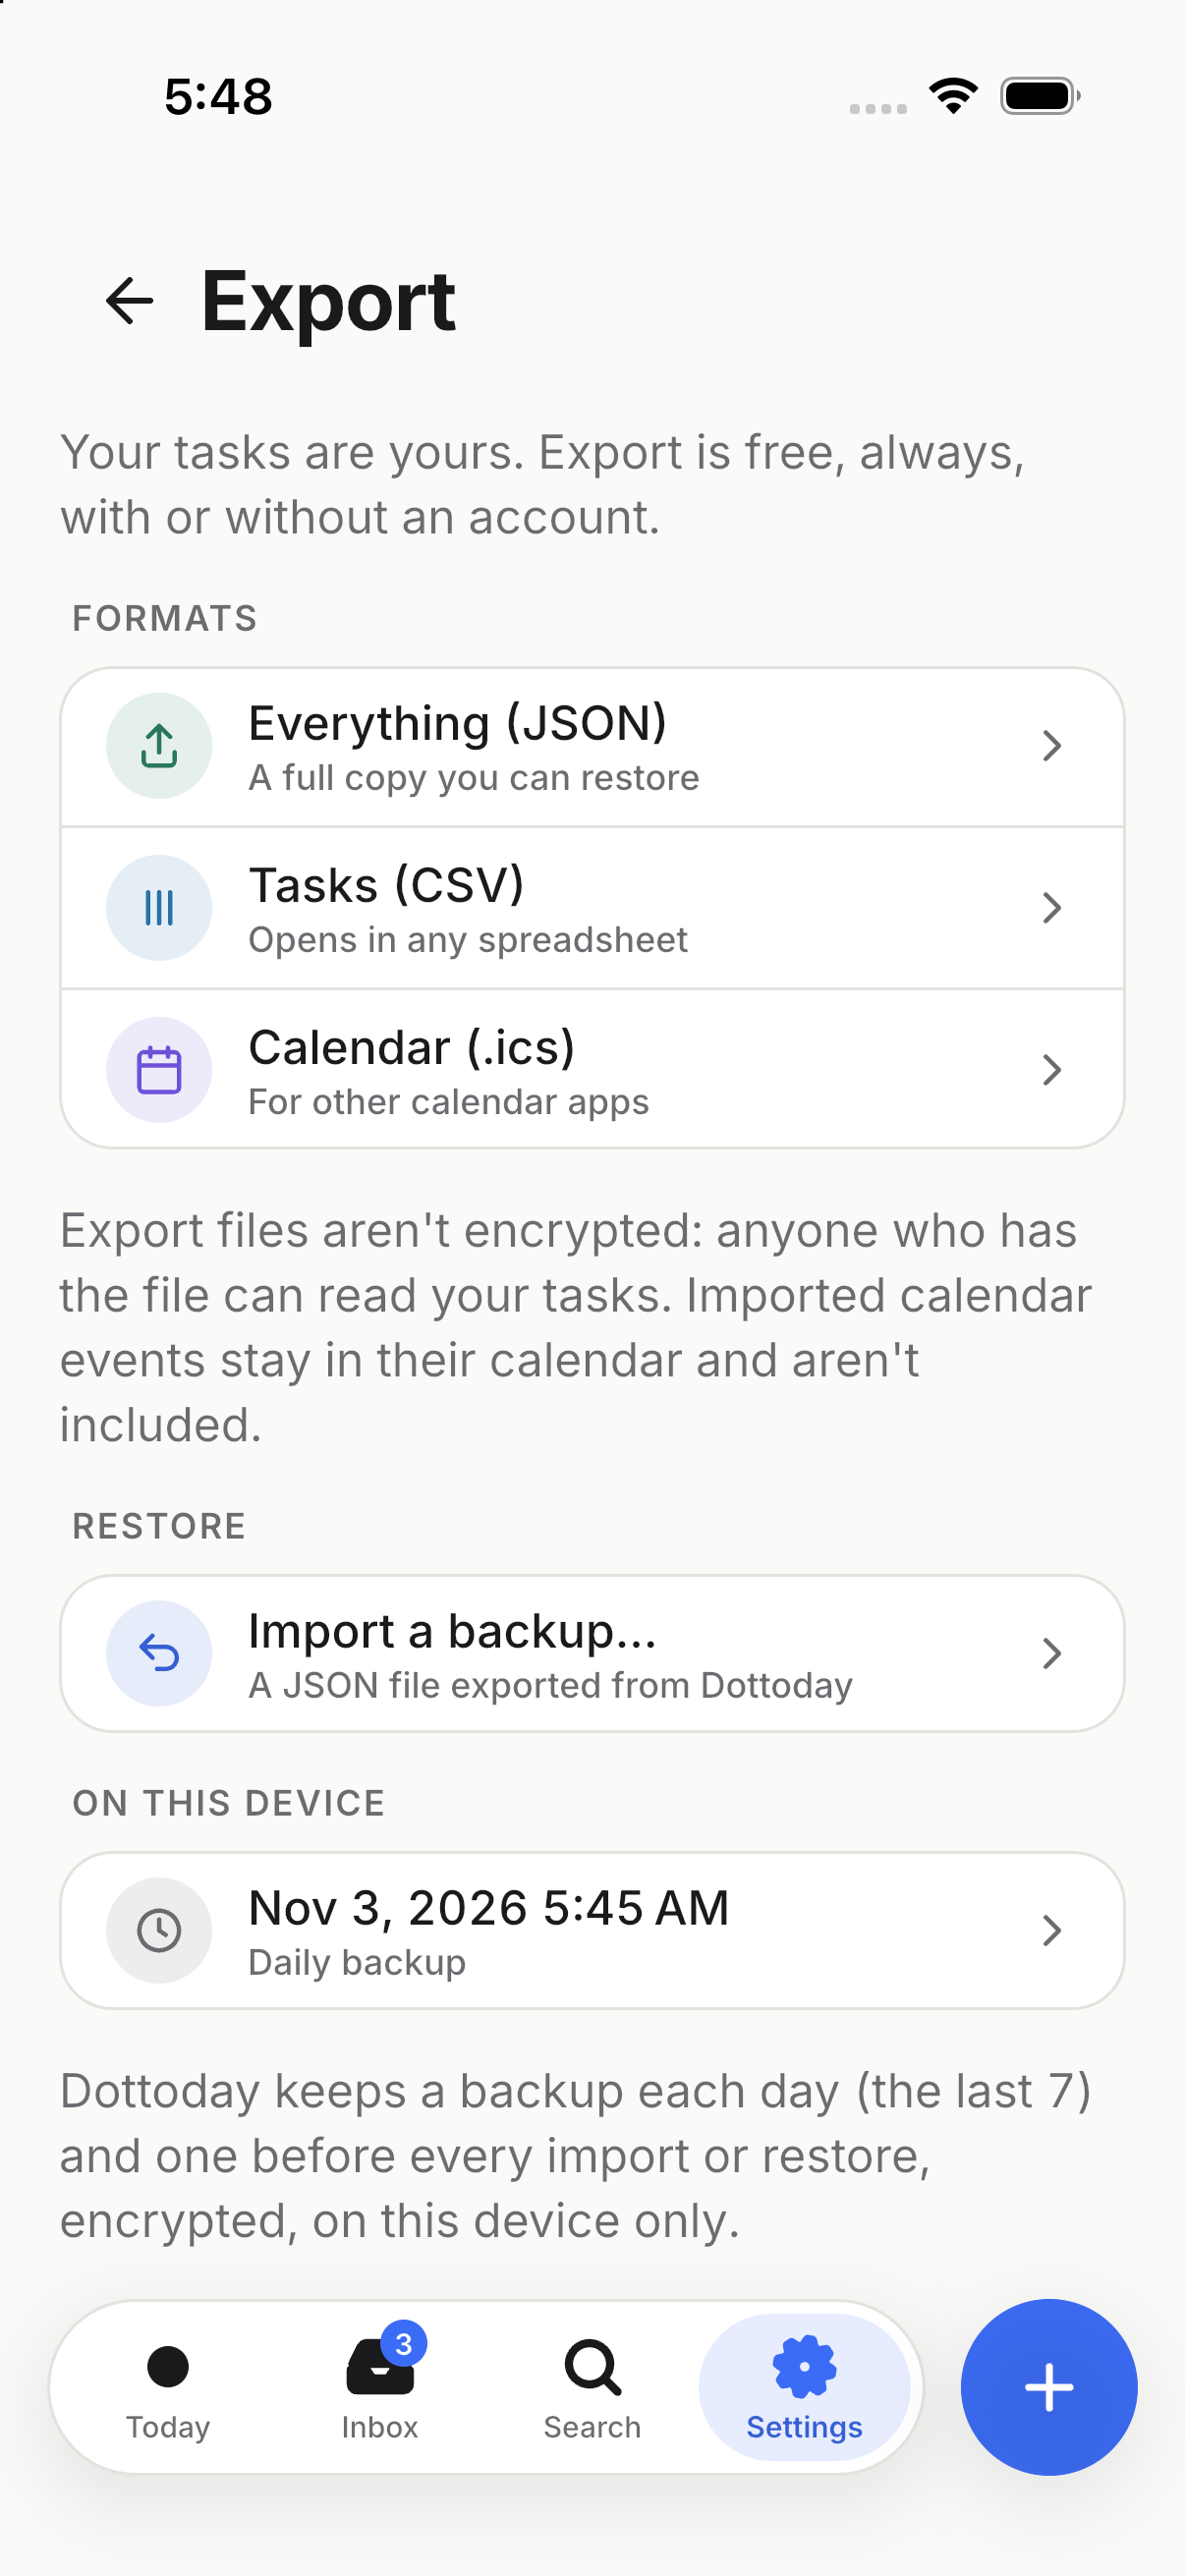 5:48
Export
Your tasks are yours. Export is free, always,
with or without an account.
FORMATS
Everything (JSON)
A full copy you can restore
Tasks (CSV)
Opens in any spreadsheet
Calendar (.ics)
For other calendar apps
Export files aren't encrypted: anyone who has
the file can read your tasks. Imported calendar
events stay in their calendar and aren't
included.
RESTORE
Import a backup...
A JSON file exported from Dottoday
ON THIS DEVICE
Nov 3, 2026 5:45 AM
Daily backup
Dottoday keeps a backup each day (the last 7)
and one before every import or restore,
encrypted, on this device only.
3
Today Inbox Search Settings